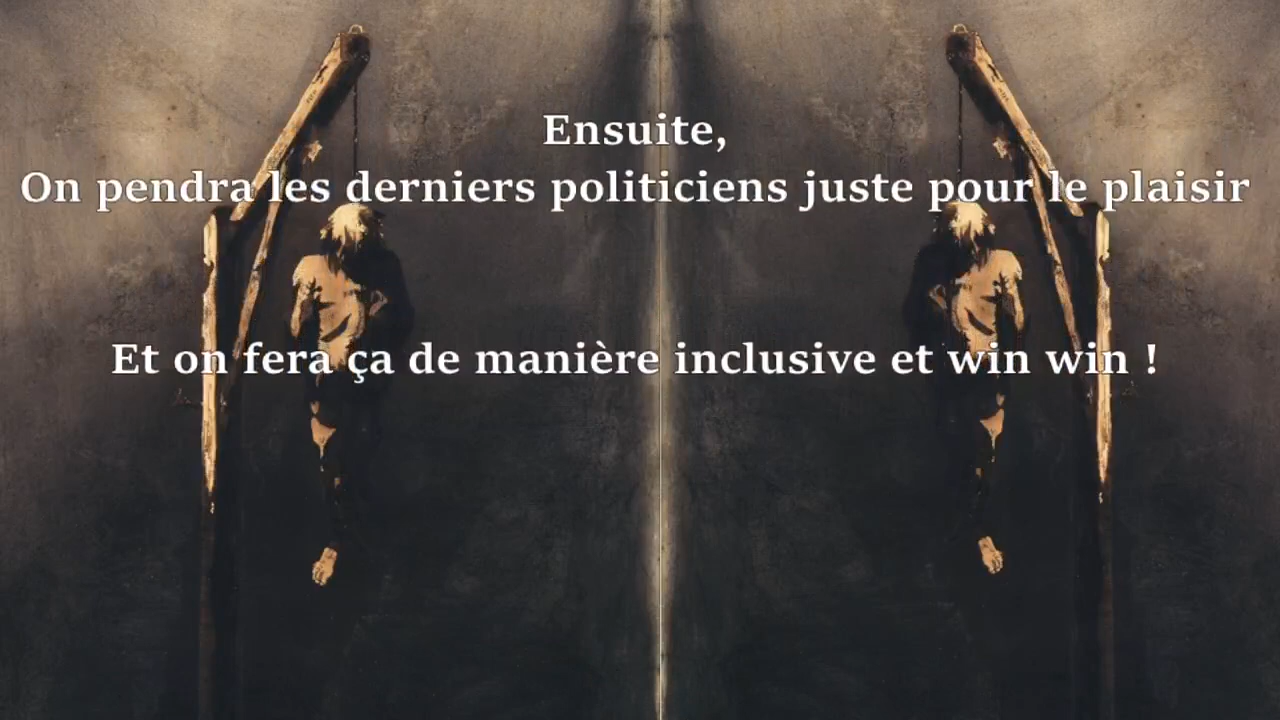 Ensuite,
On pendra les derniers politiciens juste pour le plaisir
Et on fera ça de manière inclusive et win win !